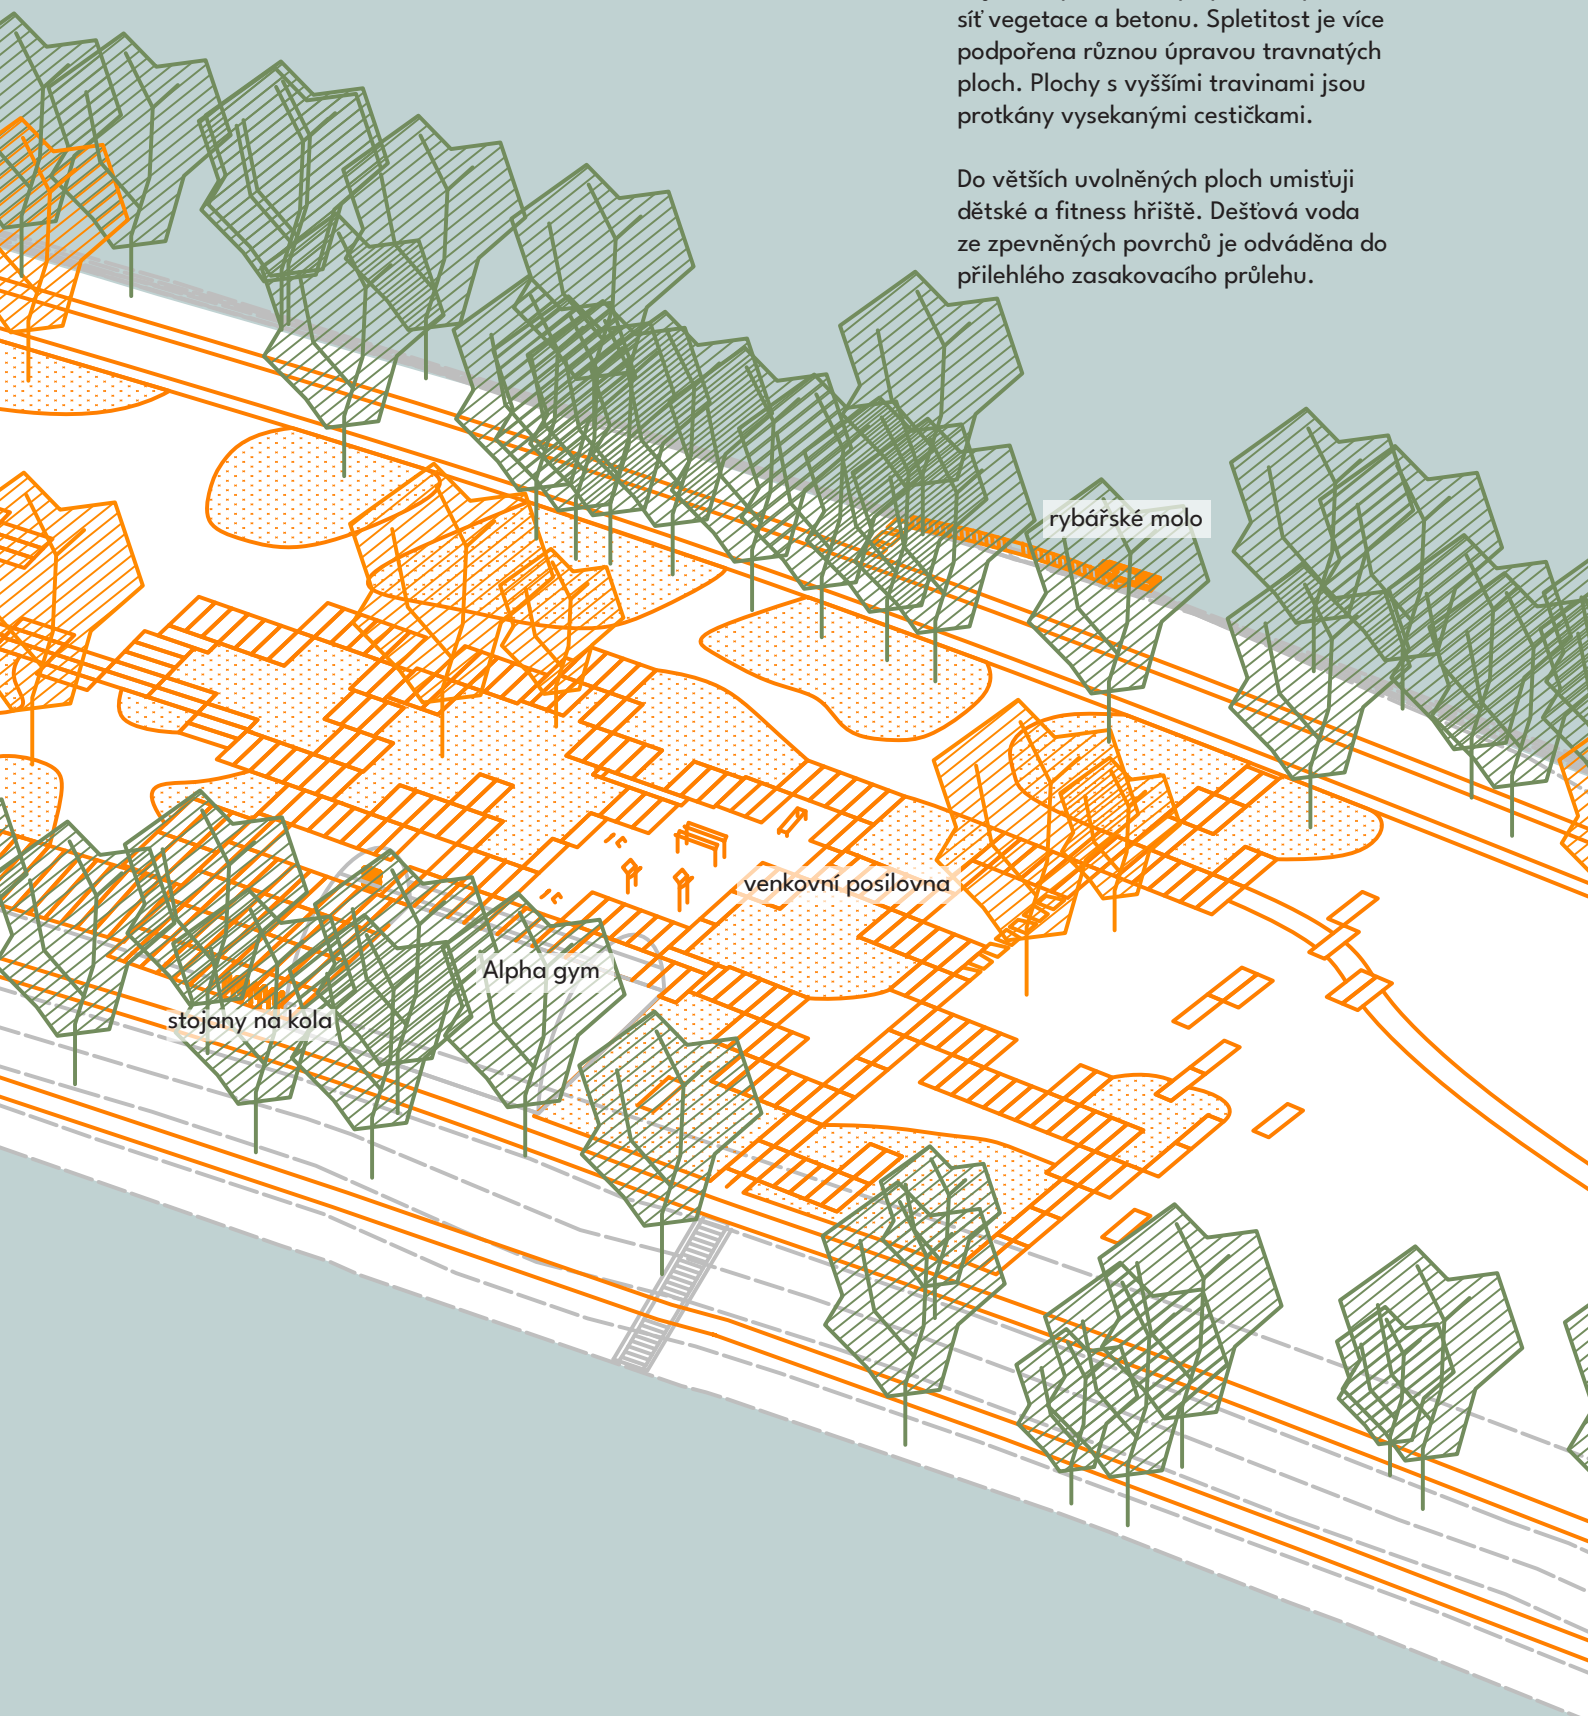 síť vegetace a betonu. Spletitost je více
podpořena různou úpravou travnatých
ploch. Plochy s vyššími travinami jsou
protkány vysekanými cestičkami.
Do větších uvolněných ploch umisťuji
dětské a fitness hřiště. Dešťová voda
ze zpevněných povrchů je odváděna do
přilehlého zasakovacího průlehu.
rybářské molo
venkovní posilovna
Alpha gym
stojany na kola